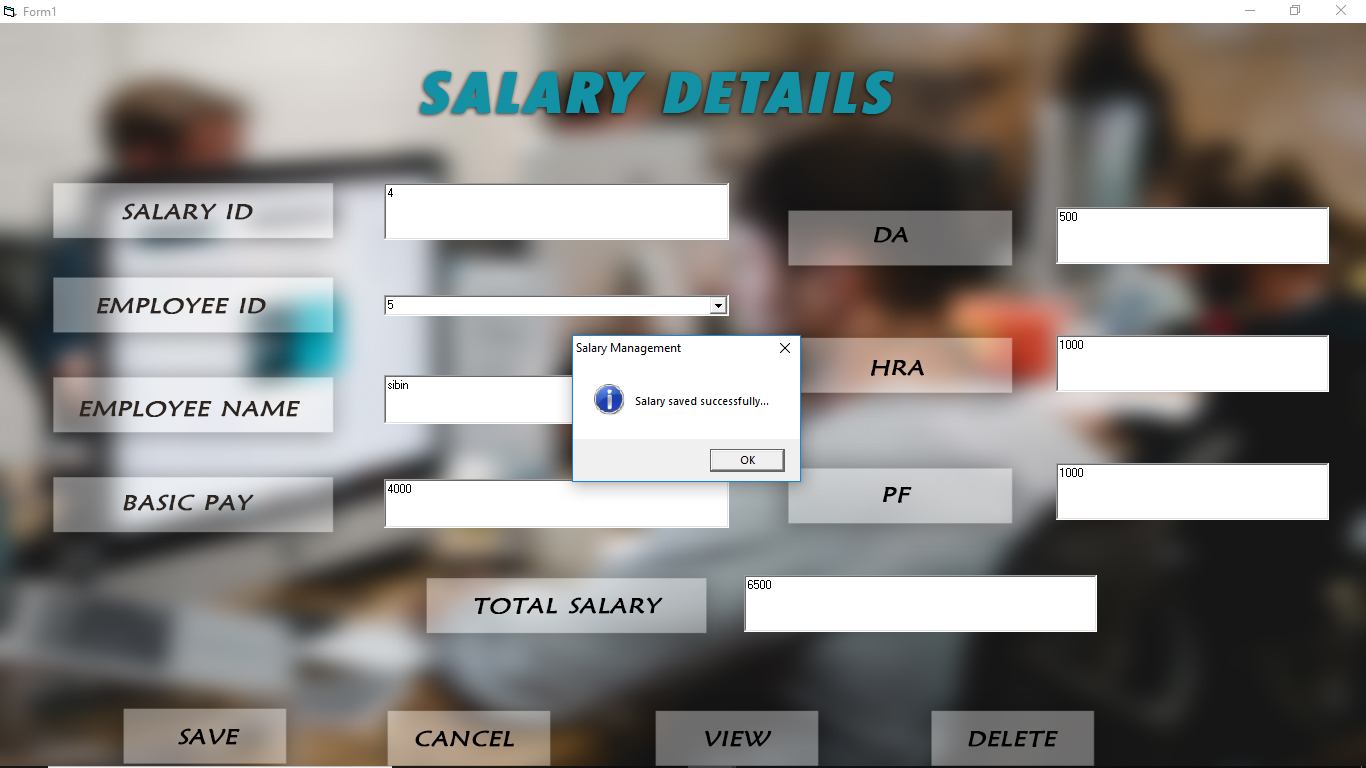 Form1
SALARY DETAILS
SALARY ID
4
DA
500
EMPLOYEE ID
5
Salary Management
HRA
1000
EMPLOYEE NAME
sibin
Salary saved successfully...
OK
BASIC PAY
4000
PF
1000
TOTAL SALARY
6500
SAVE
CANCEL
VIEW
DELETE